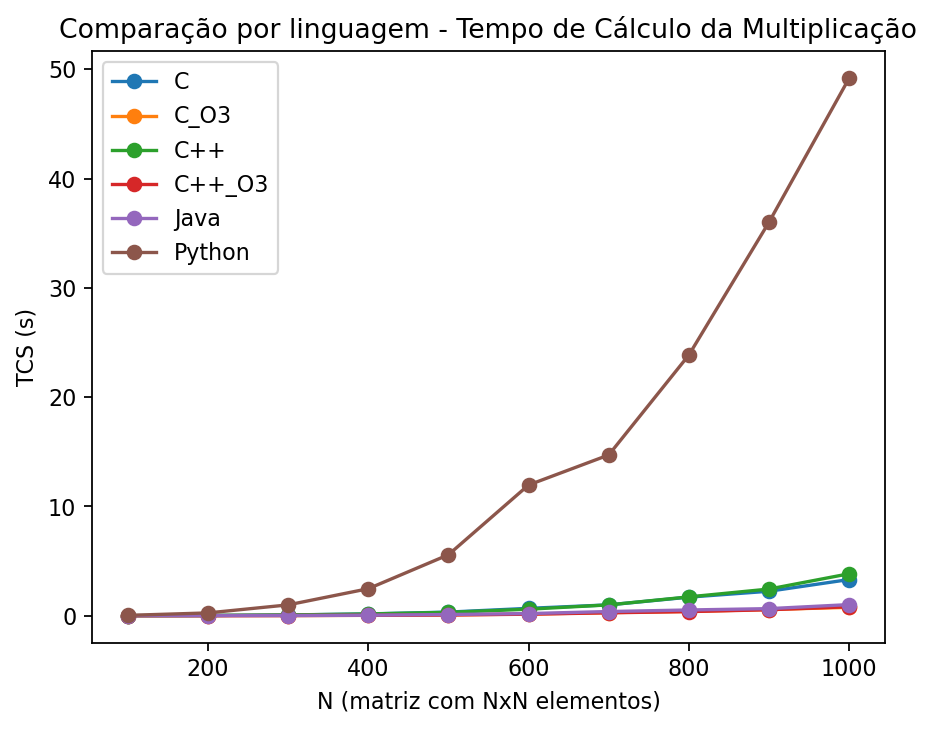 Comparação por linguagem - Tempo de Cálculo da Multiplicação
50
40
30
20
10
0
TCS (s)
C
C_O3
C++
C++_O3
Java
Python
200
400
600
800
1000
N (matriz com NxN elementos)